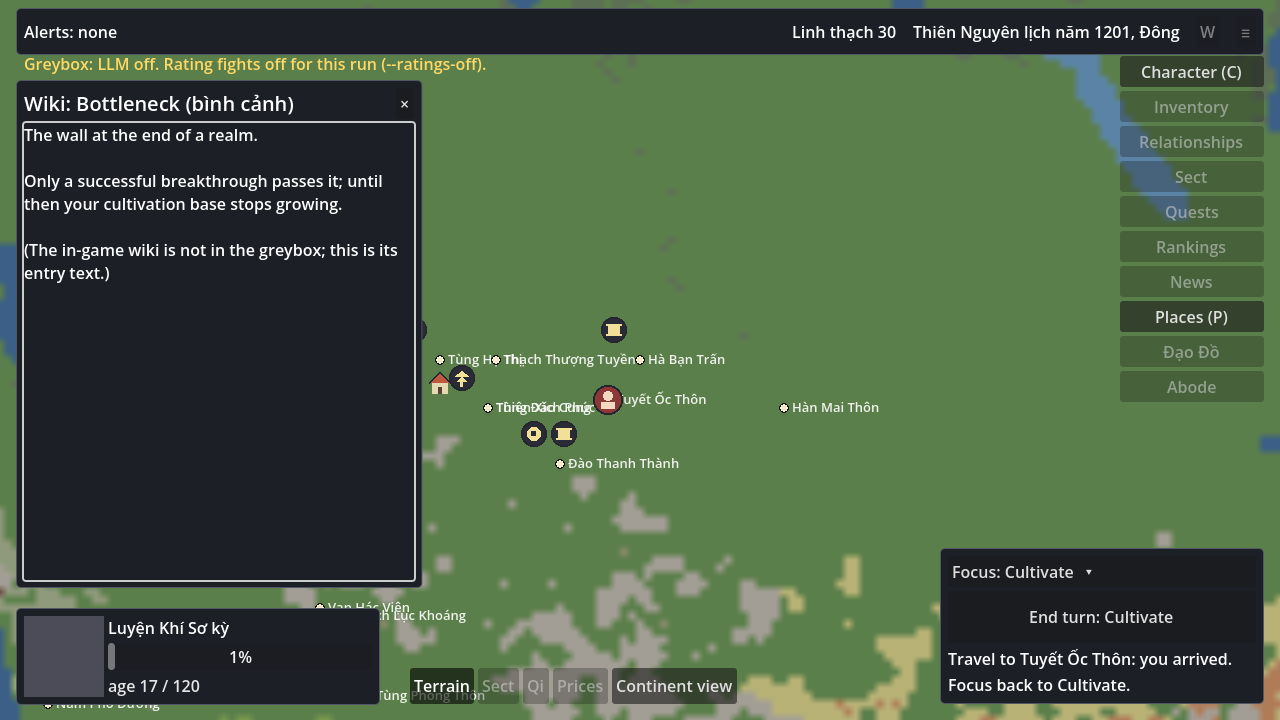 Alerts: none
Linh thạch 30 Thiên Nguyên lịch năm 1201, Đông W ≡
Greybox: LLM off. Rating fights off for this run (--ratings-off).
Character (C)
Inventory
Relationships
Sect
Quests
Rankings
News
Places (P)
Đạo Đồ
Abode
Wiki: Bottleneck (bình cảnh) ×
The wall at the end of a realm.
Only a successful breakthrough passes it; until
then your cultivation base stops growing.
(The in-game wiki is not in the greybox; this is its
entry text.)
Thạch Thượng Tuyền
Hà Bạn Trấn
Tuyết Ốc Thôn
Hàn Mai Thôn
Đào Thanh Thành
Vạn Hác Viên
Lục Khoáng
Luyện Khí Sơ kỳ
1%
age 17 / 120
Tùng Phong Thôn
Terrain Sect Qi Prices Continent view
Focus: Cultivate ▾
End turn: Cultivate
Travel to Tuyết Ốc Thôn: you arrived.
Focus back to Cultivate.